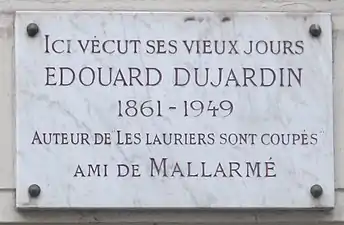 ICI VÉCUT SES VIEUX JOURS
EDOUARD DUJARDIN
1861-1949
AUTEUR DE LES LAURIERS SONT COUPÉS
AMI DE MALLARMÉ